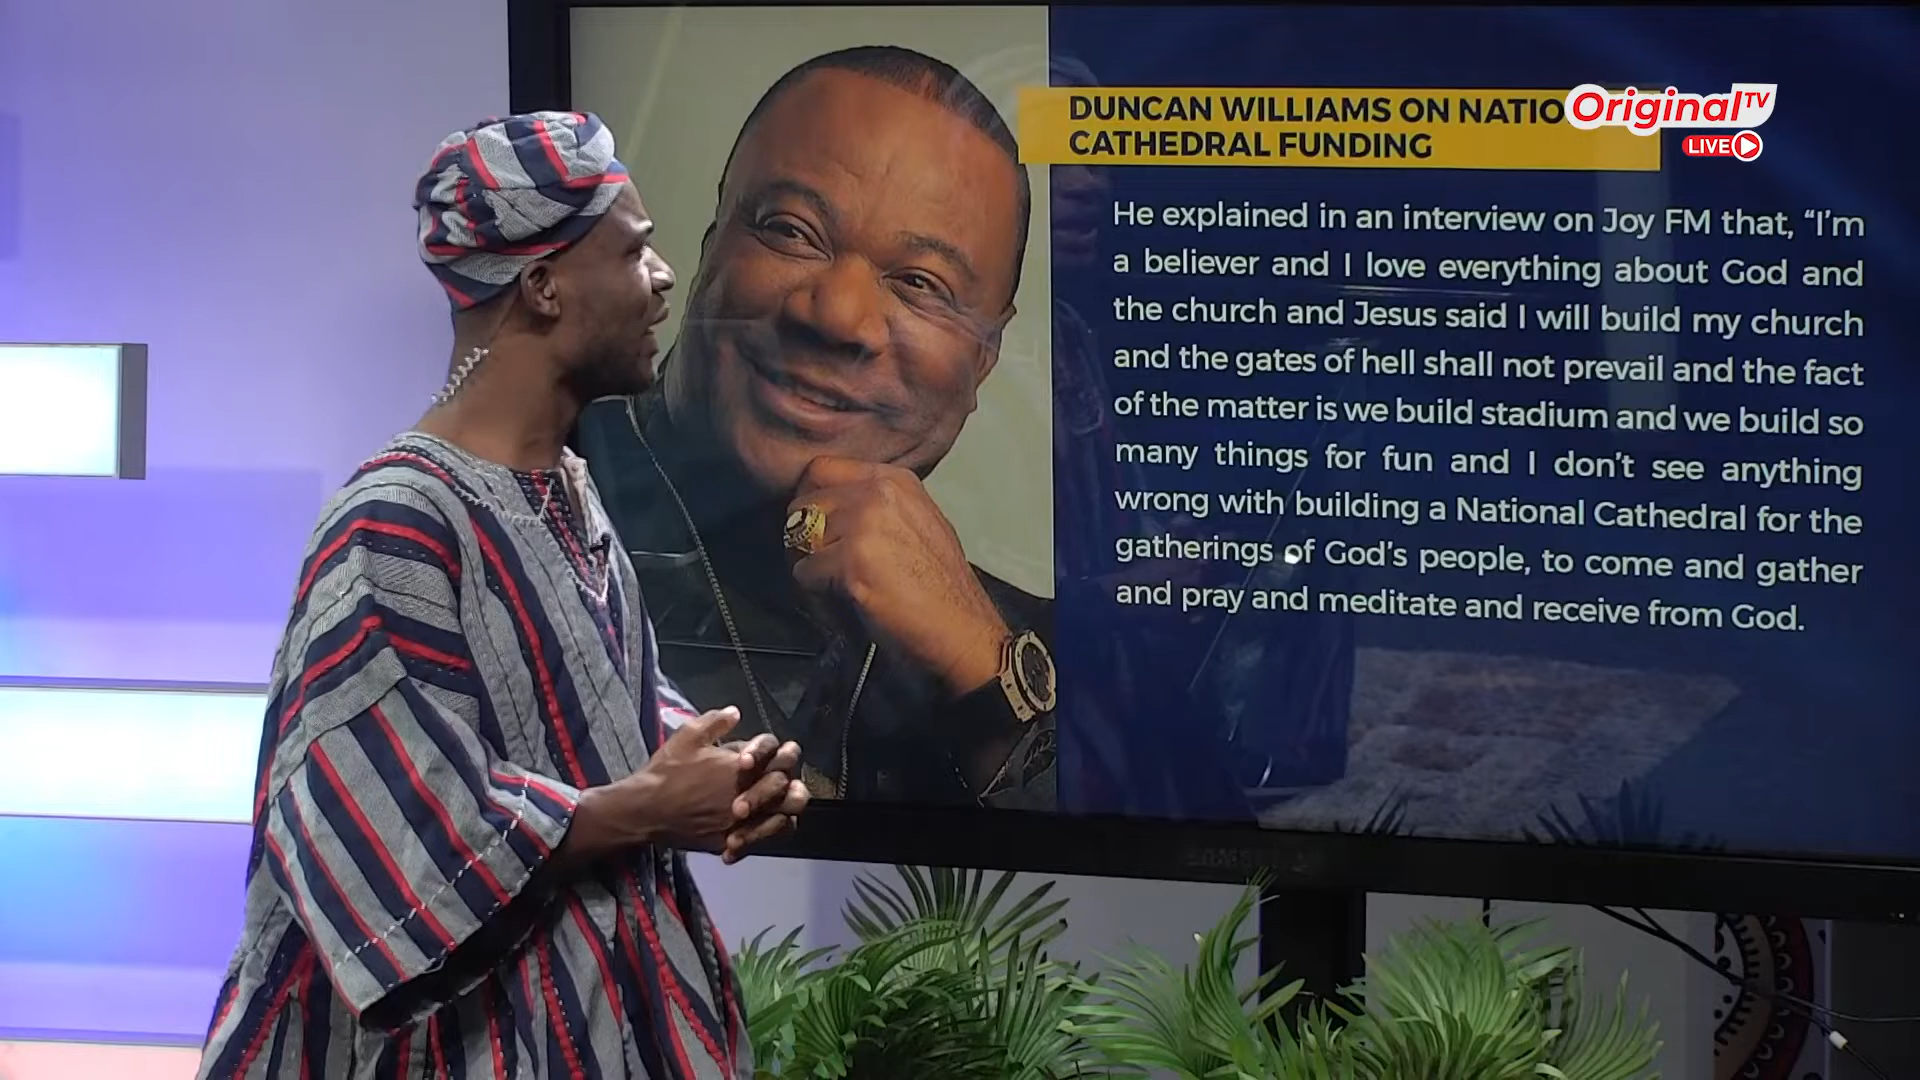 DUNCAN WILLIAMS ON NATIO
CATHEDRAL FUNDING
Original TV
LIVE
He explained in an interview on Joy FM that, “I’m
a believer and I love everything about God and
the church and Jesus said I will build my church
and the gates of hell shall not prevail and the fact
of the matter is we build stadium and we build so
many things for fun and I don’t see anything
wrong with building a National Cathedral for the
gatherings of God’s people, to come and gather
and pray and meditate and receive from God.
SAMSUNG